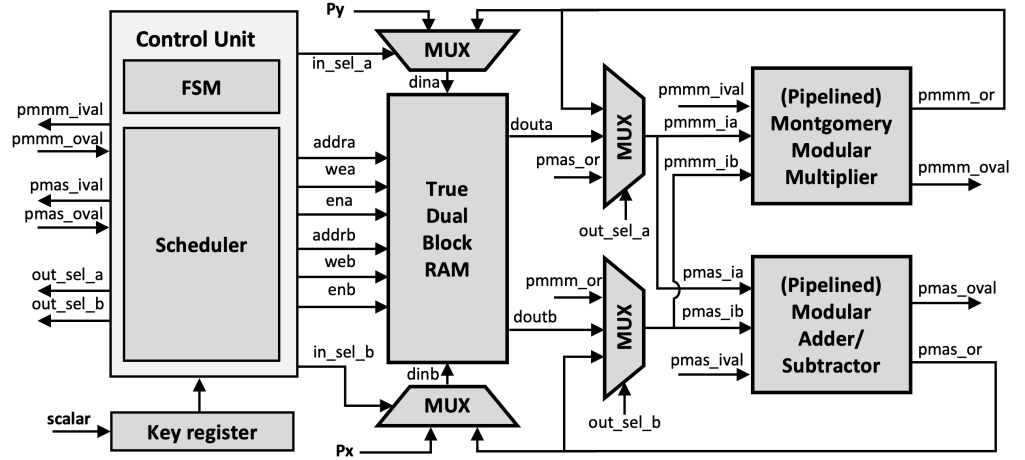 Py
Control Unit
in_sel_a
MUX
FSM
dina
pmmm_ival
pmmm_oval
pmas_ival
pmas_oval
out_sel_a
out_sel_b
Scheduler
addra
wea
ena
addrb
web
enb
in_sel_b
True
Dual
Block
RAM
douta
pmas_or
MUX
out_sel_a
pmmm_or
doutb
MUX
out_sel_b
pmmm_ival
pmmm_ia
pmmm_ib
(Pipelined)
Montgomery
Modular
Multiplier
pmmm_or
pmmm_oval
pmas_ia
pmas_ib
pmas_ival
(Pipelined)
Modular
Adder/
Subtractor
pmas_oval
pmas_or
dinb
MUX
Px
scalar
Key register